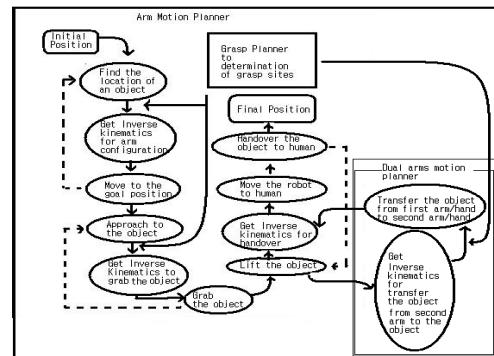 Arm Motion Planner
Initial
Position
Find the
location of
an object
Get Inverse
kinematics
for arm
configuration
Move to the
goal position
Approach to
the object
Get Inverse
Kinematics to
grab the object
Grab
the object
Grasp Planner
to
determination
of grasp sites
Final Position
Handover the
object to human
Move the robot
to human
Get Inverse
kinematics for
handover
Lift the object
Dual arms motion
planner
Transfer the object
from first arm/hand
to second arm/hand
Get
Inverse
kinematics
for
transfer
the object
from second
arm to the
object